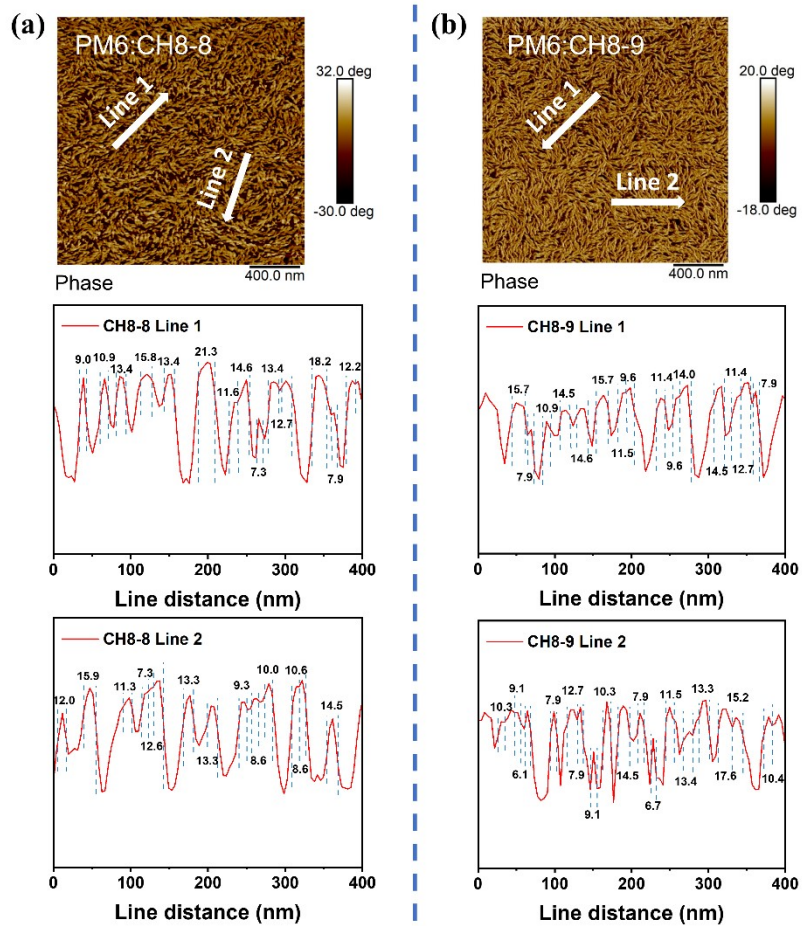 (a)
PM6:CH8-8
Line 1
Line 2
32.0 deg
-30.0 deg
400.0 nm
Phase
CH8-8 Line 1
9.0
10.9
13.4
15.8
13.4
21.3
11.6
14.6
7.3
13.4
12.7
18.2
7.9
12.2
0 100 200 300 400
Line distance (nm)
CH8-8 Line 2
12.0
15.9
11.3
7.3
12.6
13.3
13.3
9.3
8.6
10.0
10.6
8.6
14.5
0 100 200 300 400
Line distance (nm)
(b)
PM6:CH8-9
Line 1
Line 2
20.0 deg
-18.0 deg
400.0 nm
Phase
CH8-9 Line 1
15.7
7.9
10.9
14.5
14.6
15.7
11.5
9.6
11.4
9.6
14.0
14.5
11.4
12.7
7.9
0 100 200 300 400
Line distance (nm)
CH8-9 Line 2
10.3
9.1
6.1
7.9
12.7
7.9
9.1
10.3
14.5
7.9
6.7
11.5
13.4
13.3
17.6
15.2
10.4
0 100 200 300 400
Line distance (nm)